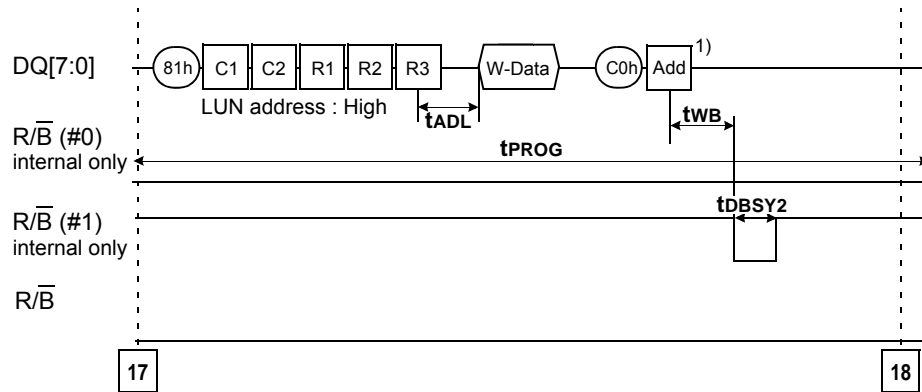 DQ[7:0] 81h C1 C2 R1 R2 R3 W-Data C0h Add 1)
LUN address : High
tADL
tWB
R/B (#0)
internal only
tPROG
R/B (#1)
internal only
tDBSY2
R/B
17 18